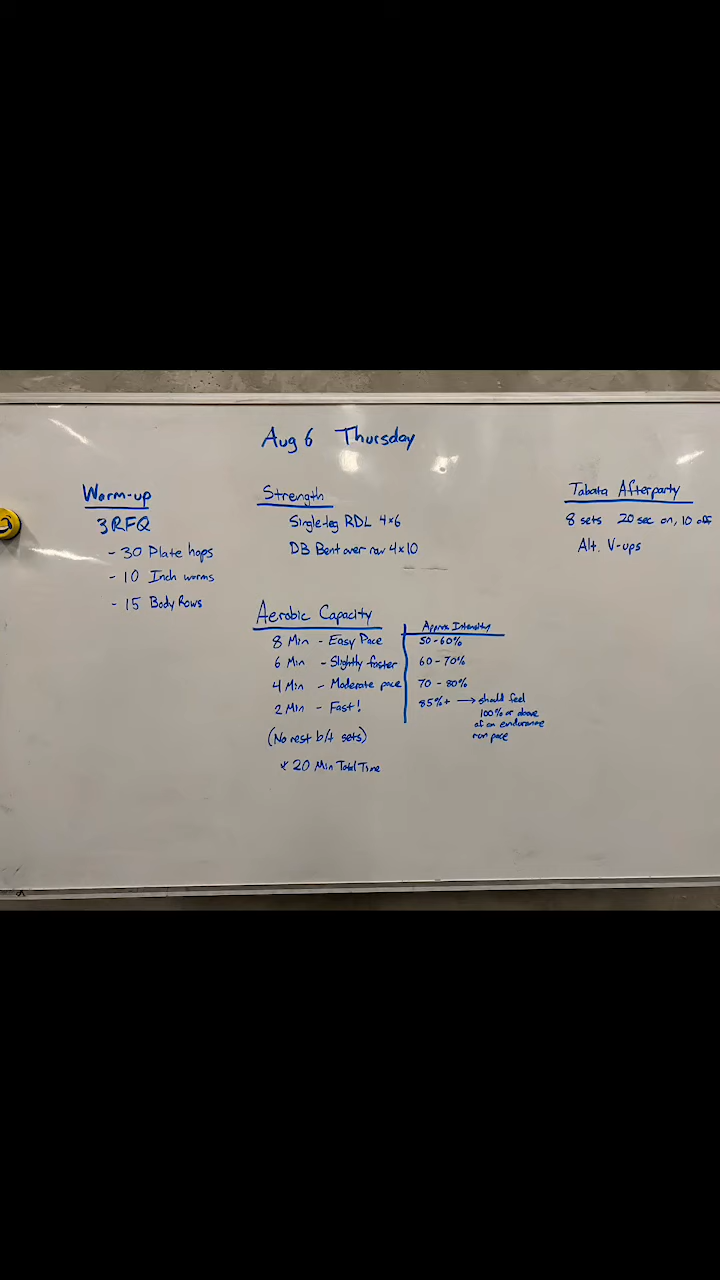 Aug 6 Thursday
Warm-up
3 RFQ
- 30 Plate hops
- 10 Inch worms
- 15 Body Rows
Strength
Single-leg RDL 4x6
DB Bent over row 4x10
Aerobic Capacity
8 Min - Easy Pace
6 Min - Slightly faster
4 Min - Moderate pace
2 Min - Fast!
(No rest b/t sets)
* 20 Min Total Time
Approx Intensity
50-60%
60-70%
70-80%
85%+ → should feel
100% or above
of an endurance
run pace
Tabata Afterparty
8 sets 20 sec on, 10 off
Alt. V-ups